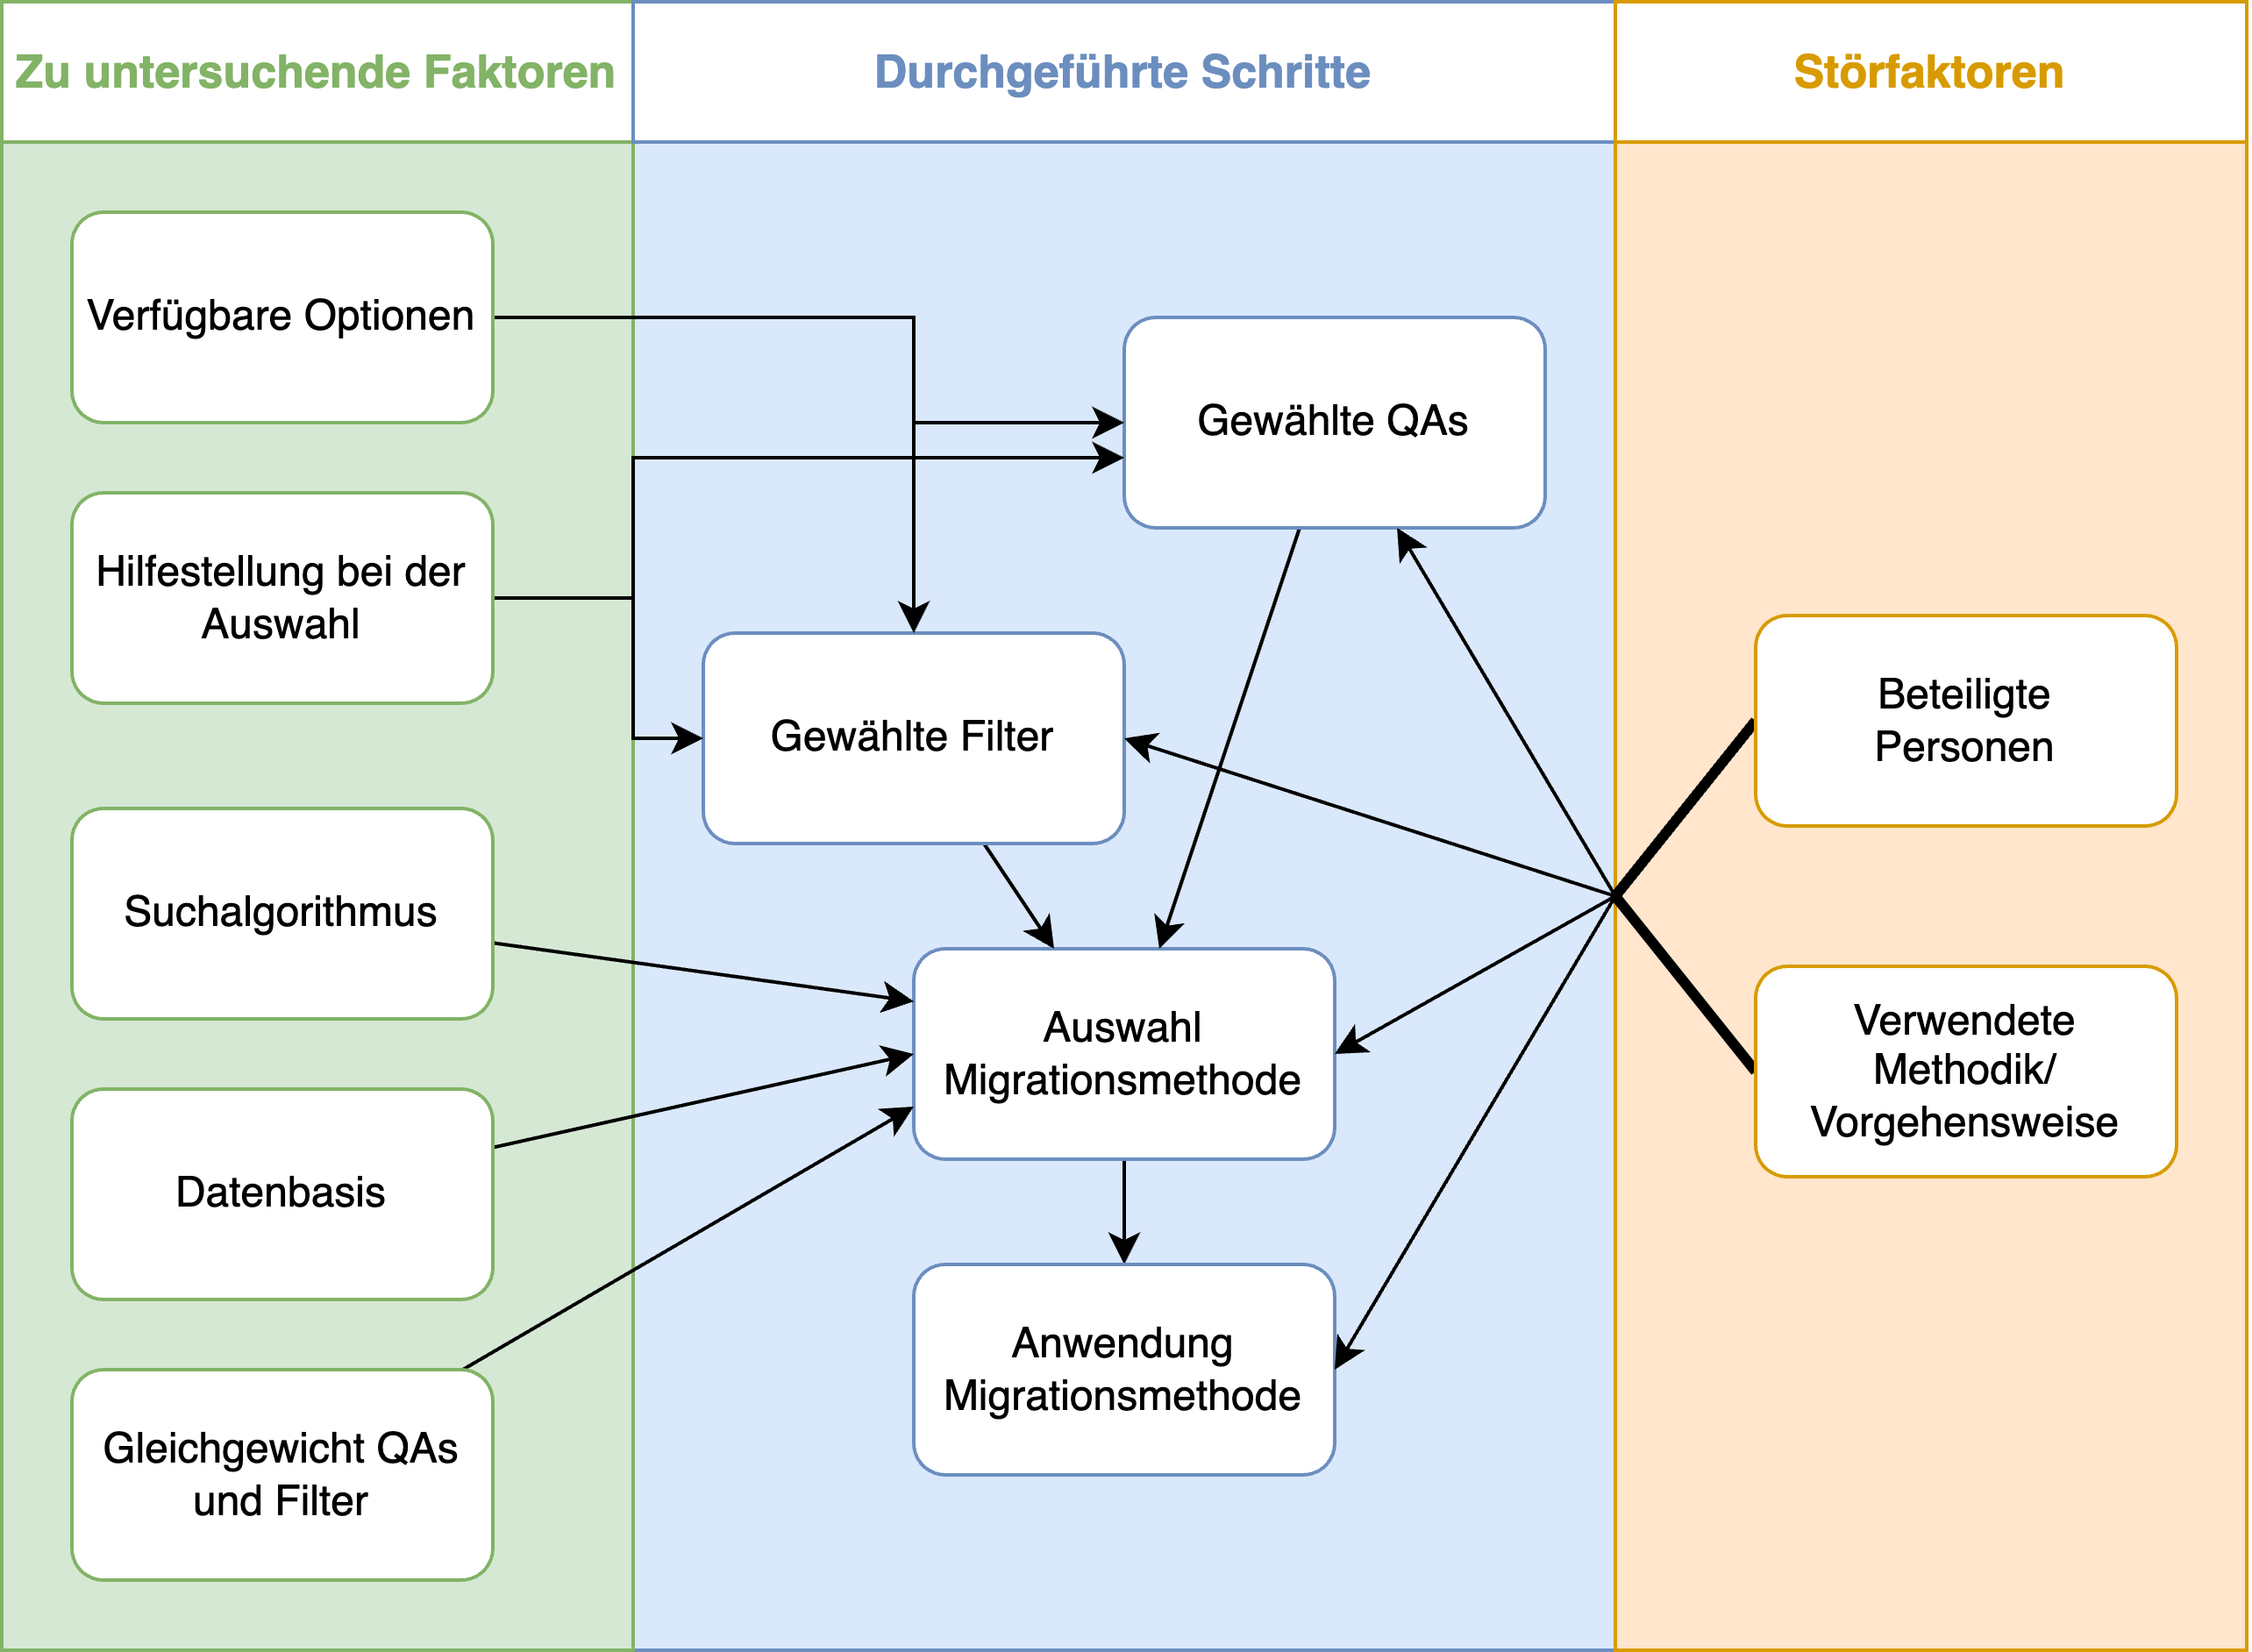 Zu untersuchende Faktoren
Durchgeführte Schritte
Störfaktoren
Verfügbare Optionen
Hilfestellung bei der
Auswahl
Suchalgorithmus
Datenbasis
Gleichgewicht QAs
und Filter
Gewählte QAs
Gewählte Filter
Auswahl
Migrationsmethode
Anwendung
Migrationsmethode
Beteiligte
Personen
Verwendete
Methodik/
Vorgehensweise